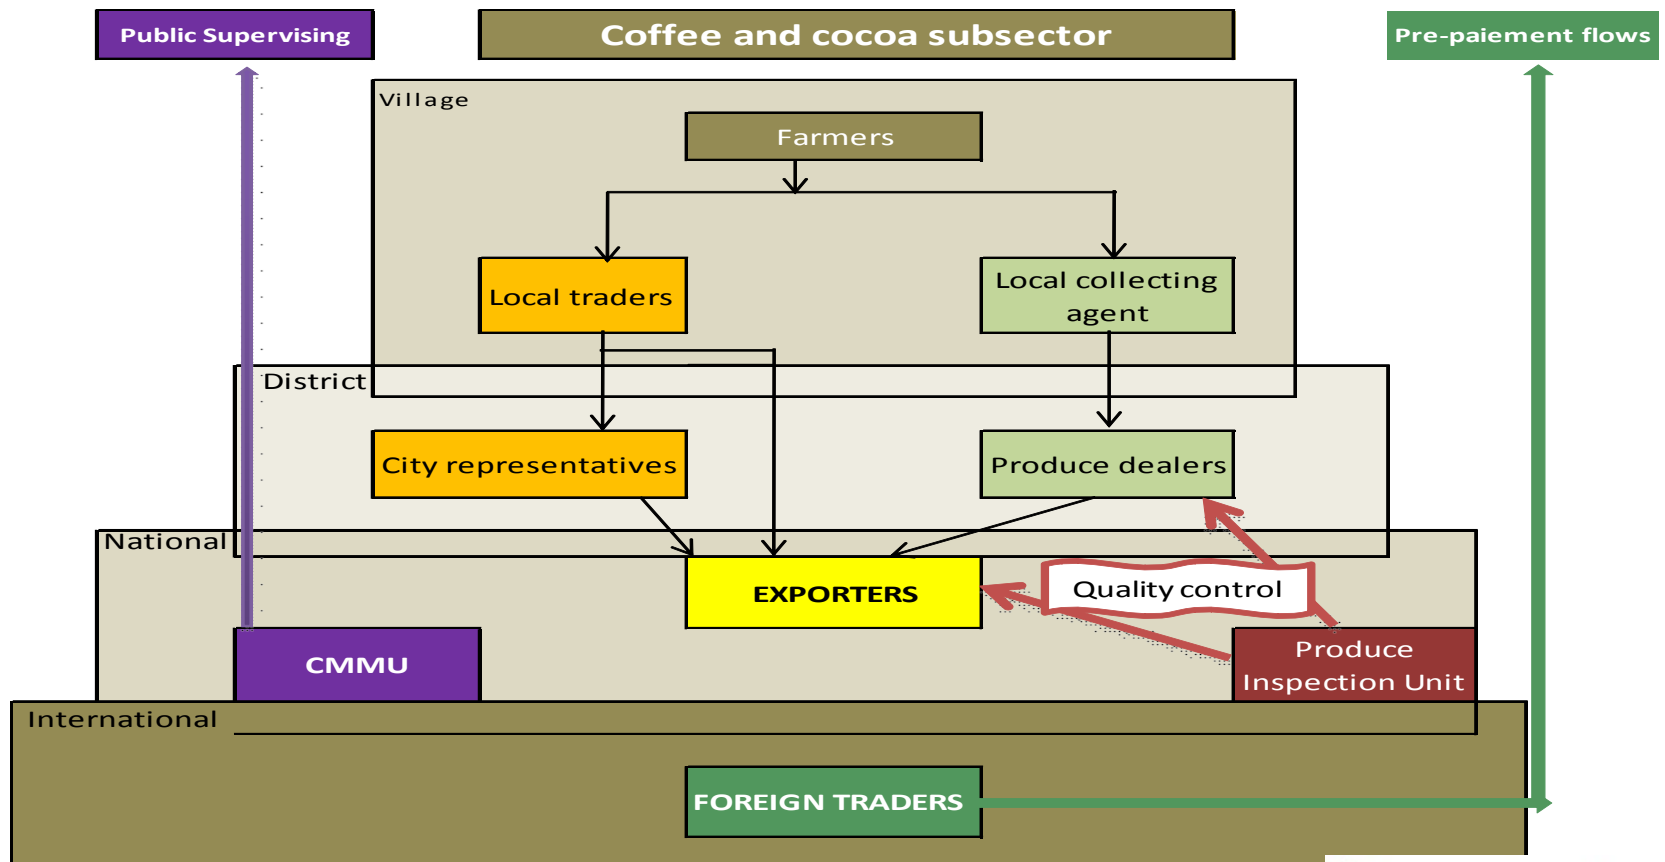 Public Supervising
Coffee and cocoa subsector
Pre-paiement flows
Village
Farmers
Local traders
Local collecting
agent
District
City representatives
Produce dealers
National
EXPORTERS
Quality control
CMMU
Produce
Inspection Unit
International
FOREIGN TRADERS